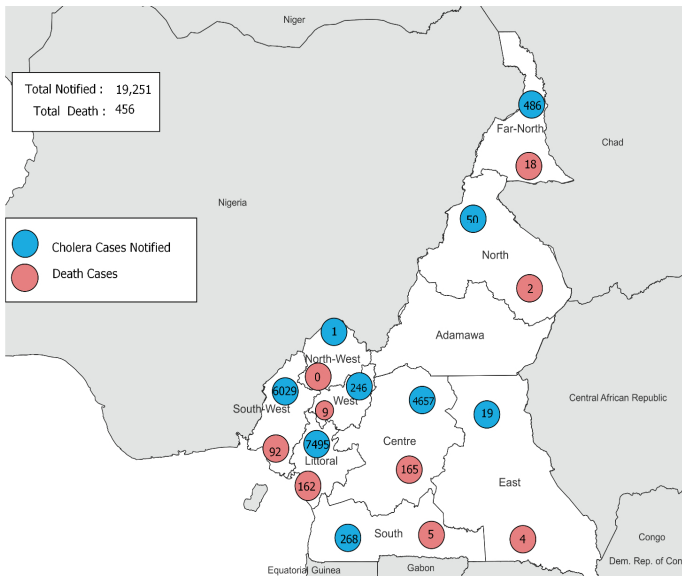 Niger
Total Notified : 19,251
Total Death : 456
486
Far-North
Chad
18
Nigeria
50
Cholera Cases Notified
North
Death Cases
2
1
Adamawa
North-West
0
6029
246
4657
Central African Republic
South-West
West
9
19
92
7495
Centre
Littoral
165
162
East
268
South
5
4
Congo
Equatorial Guinea
Gabon
Dem. Rep. of Con